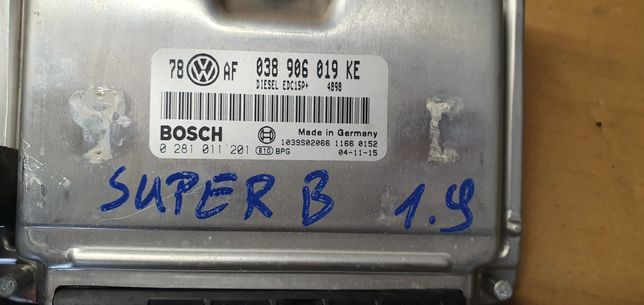 78 AF 038 906 019 KE
DIESEL EDC15P+ 4898
BOSCH
Made in Germany
1039S02066 1166 0152
0 281 011 201 810 BPG 04-11-15
SUPER B 1.9